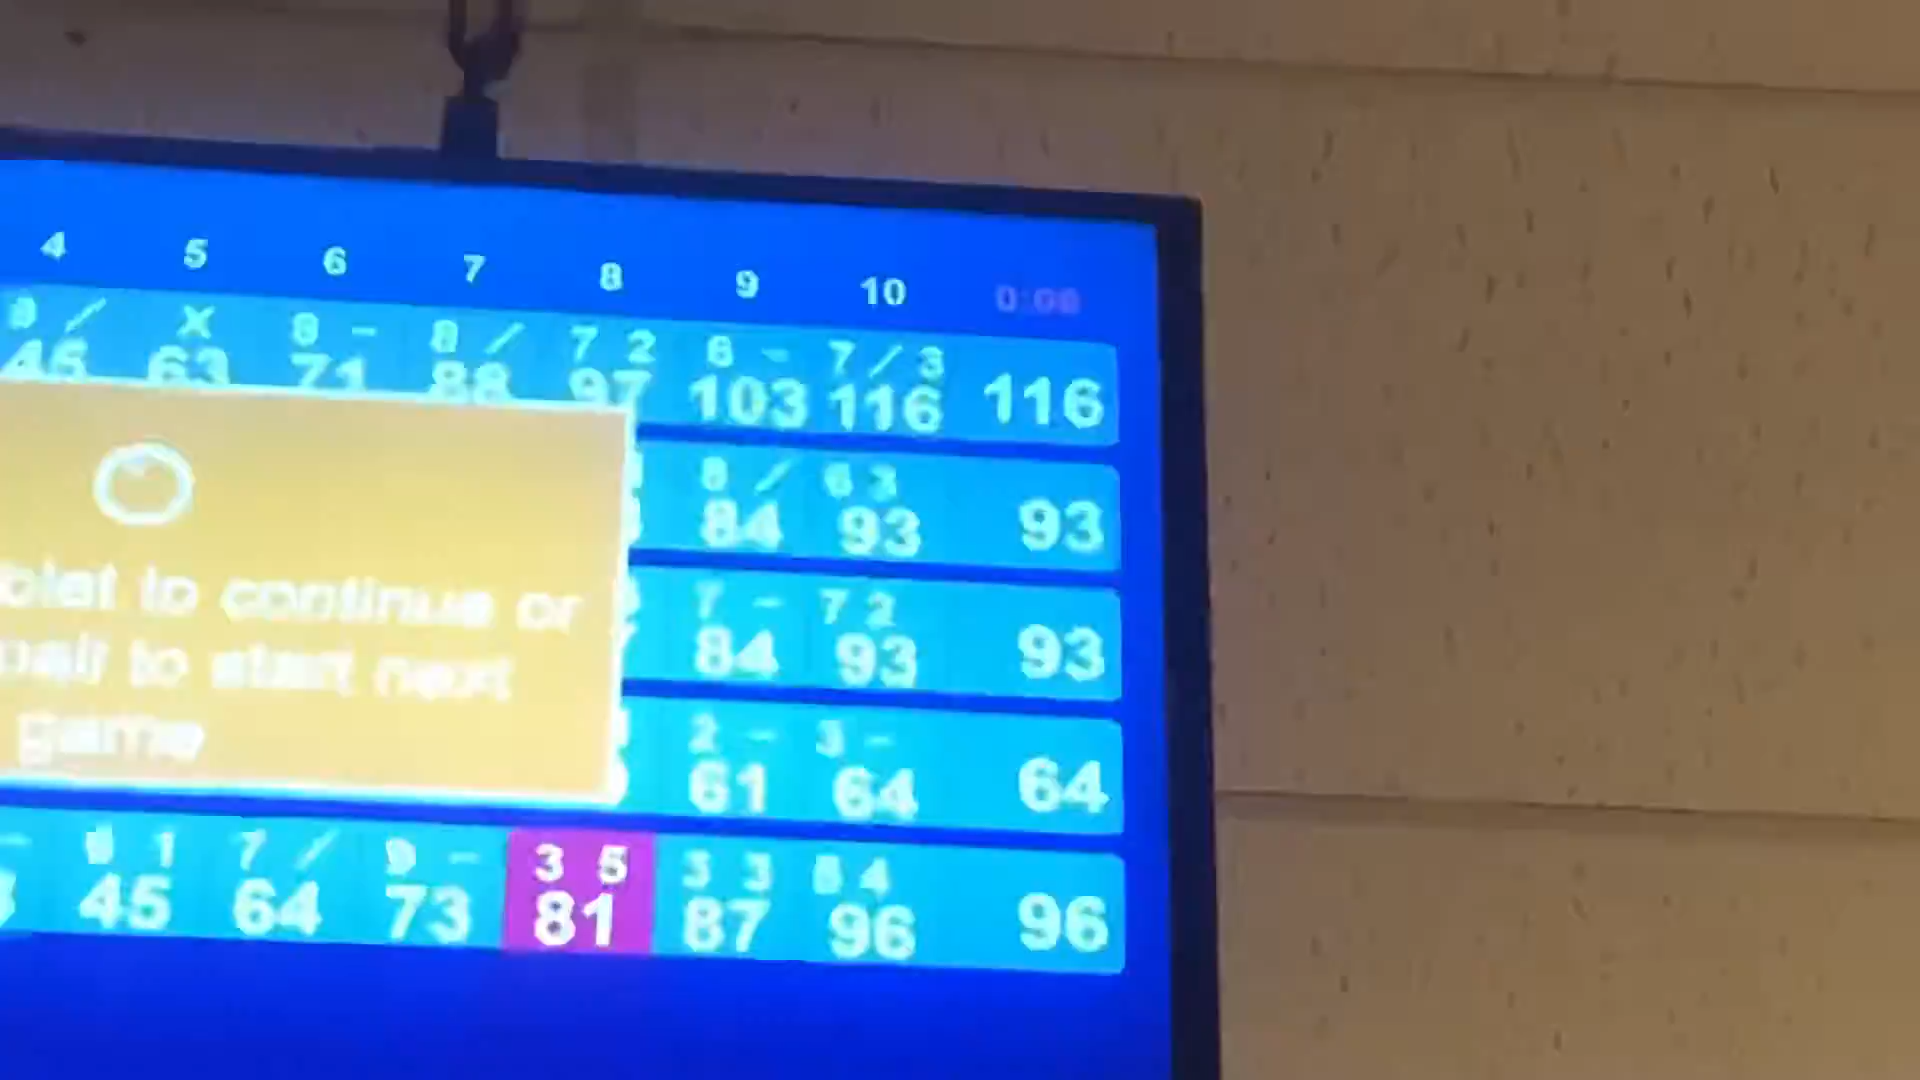 4 5 6 7 8 9 10
/ X 8 - 8 / 7 2 6 - 7 / 3
45 63 71 88 97 103 116 116
8 / 6 3
84 93 93
7 - 7 2
84 93 93
2 - 3 -
61 64 64
to continue or
to start next
game
- 9 1 7 / 9 - 3 5 3 3 5 4
45 64 73 81 87 96 96